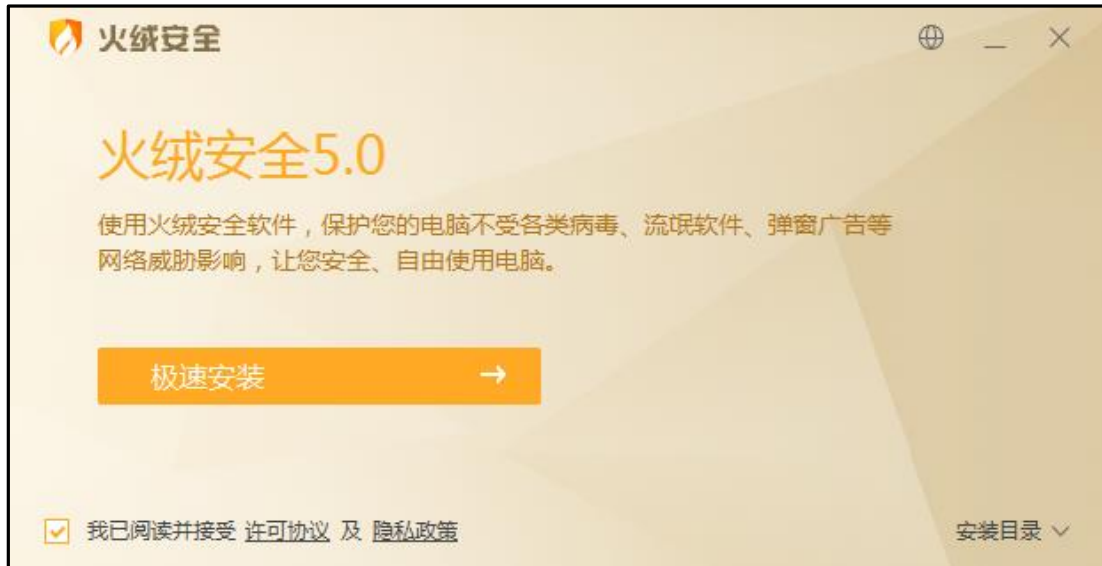 火绒安全
火绒安全5.0
使用火绒安全软件，保护您的电脑不受各类病毒、流氓软件、弹窗广告等
网络威胁影响，让您安全、自由使用电脑。
极速安装
我已阅读并接受 许可协议 及 隐私政策
安装目录